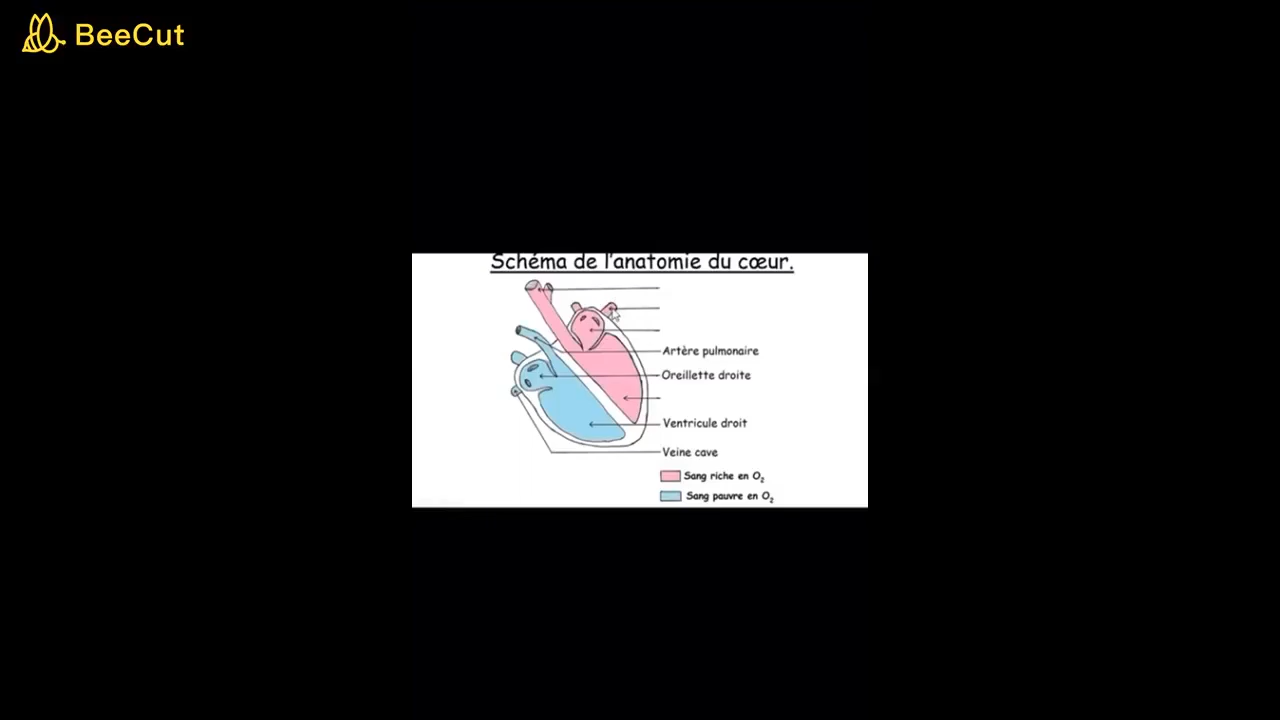 BeeCut
Schéma de l'anatomie du cœur.
Artère pulmonaire
Oreillette droite
Ventricule droit
Veine cave
Sang riche en O₂
Sang pauvre en O₂